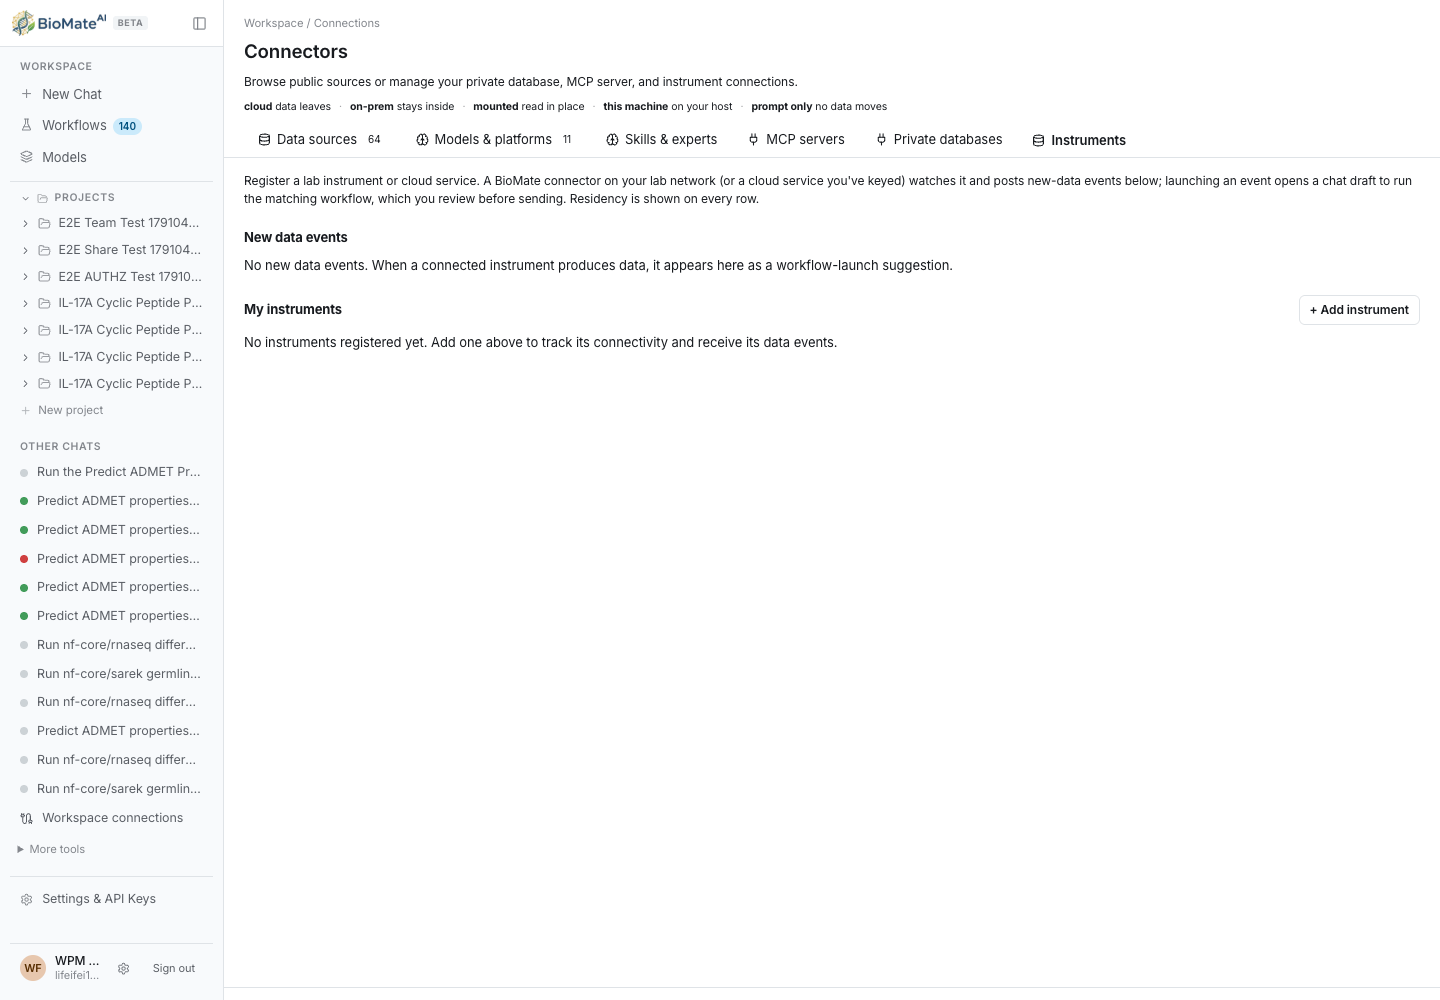 BioMate AI BETA
WORKSPACE
New Chat
Workflows 140
Models
PROJECTS
E2E Team Test 179104...
E2E Share Test 179104...
E2E AUTHZ Test 17910...
IL-17A Cyclic Peptide P...
IL-17A Cyclic Peptide P...
IL-17A Cyclic Peptide P...
IL-17A Cyclic Peptide P...
New project
OTHER CHATS
Run the Predict ADMET Pr...
Predict ADMET properties...
Predict ADMET properties...
Predict ADMET properties...
Predict ADMET properties...
Predict ADMET properties...
Run nf-core/rnaseq differ...
Run nf-core/sarek germlin...
Run nf-core/rnaseq differ...
Predict ADMET properties...
Run nf-core/rnaseq differ...
Run nf-core/sarek germlin...
Workspace connections
More tools
Settings & API Keys
WF WPM ...
lifeifei1...
Sign out
Workspace / Connections
Connectors
Browse public sources or manage your private database, MCP server, and instrument connections.
cloud data leaves · on-prem stays inside · mounted read in place · this machine on your host · prompt only no data moves
Data sources 64 Models & platforms 11 Skills & experts MCP servers Private databases Instruments
Register a lab instrument or cloud service. A BioMate connector on your lab network (or a cloud service you've keyed) watches it and posts new-data events below; launching an event opens a chat draft to run
the matching workflow, which you review before sending. Residency is shown on every row.
New data events
No new data events. When a connected instrument produces data, it appears here as a workflow-launch suggestion.
My instruments
+ Add instrument
No instruments registered yet. Add one above to track its connectivity and receive its data events.